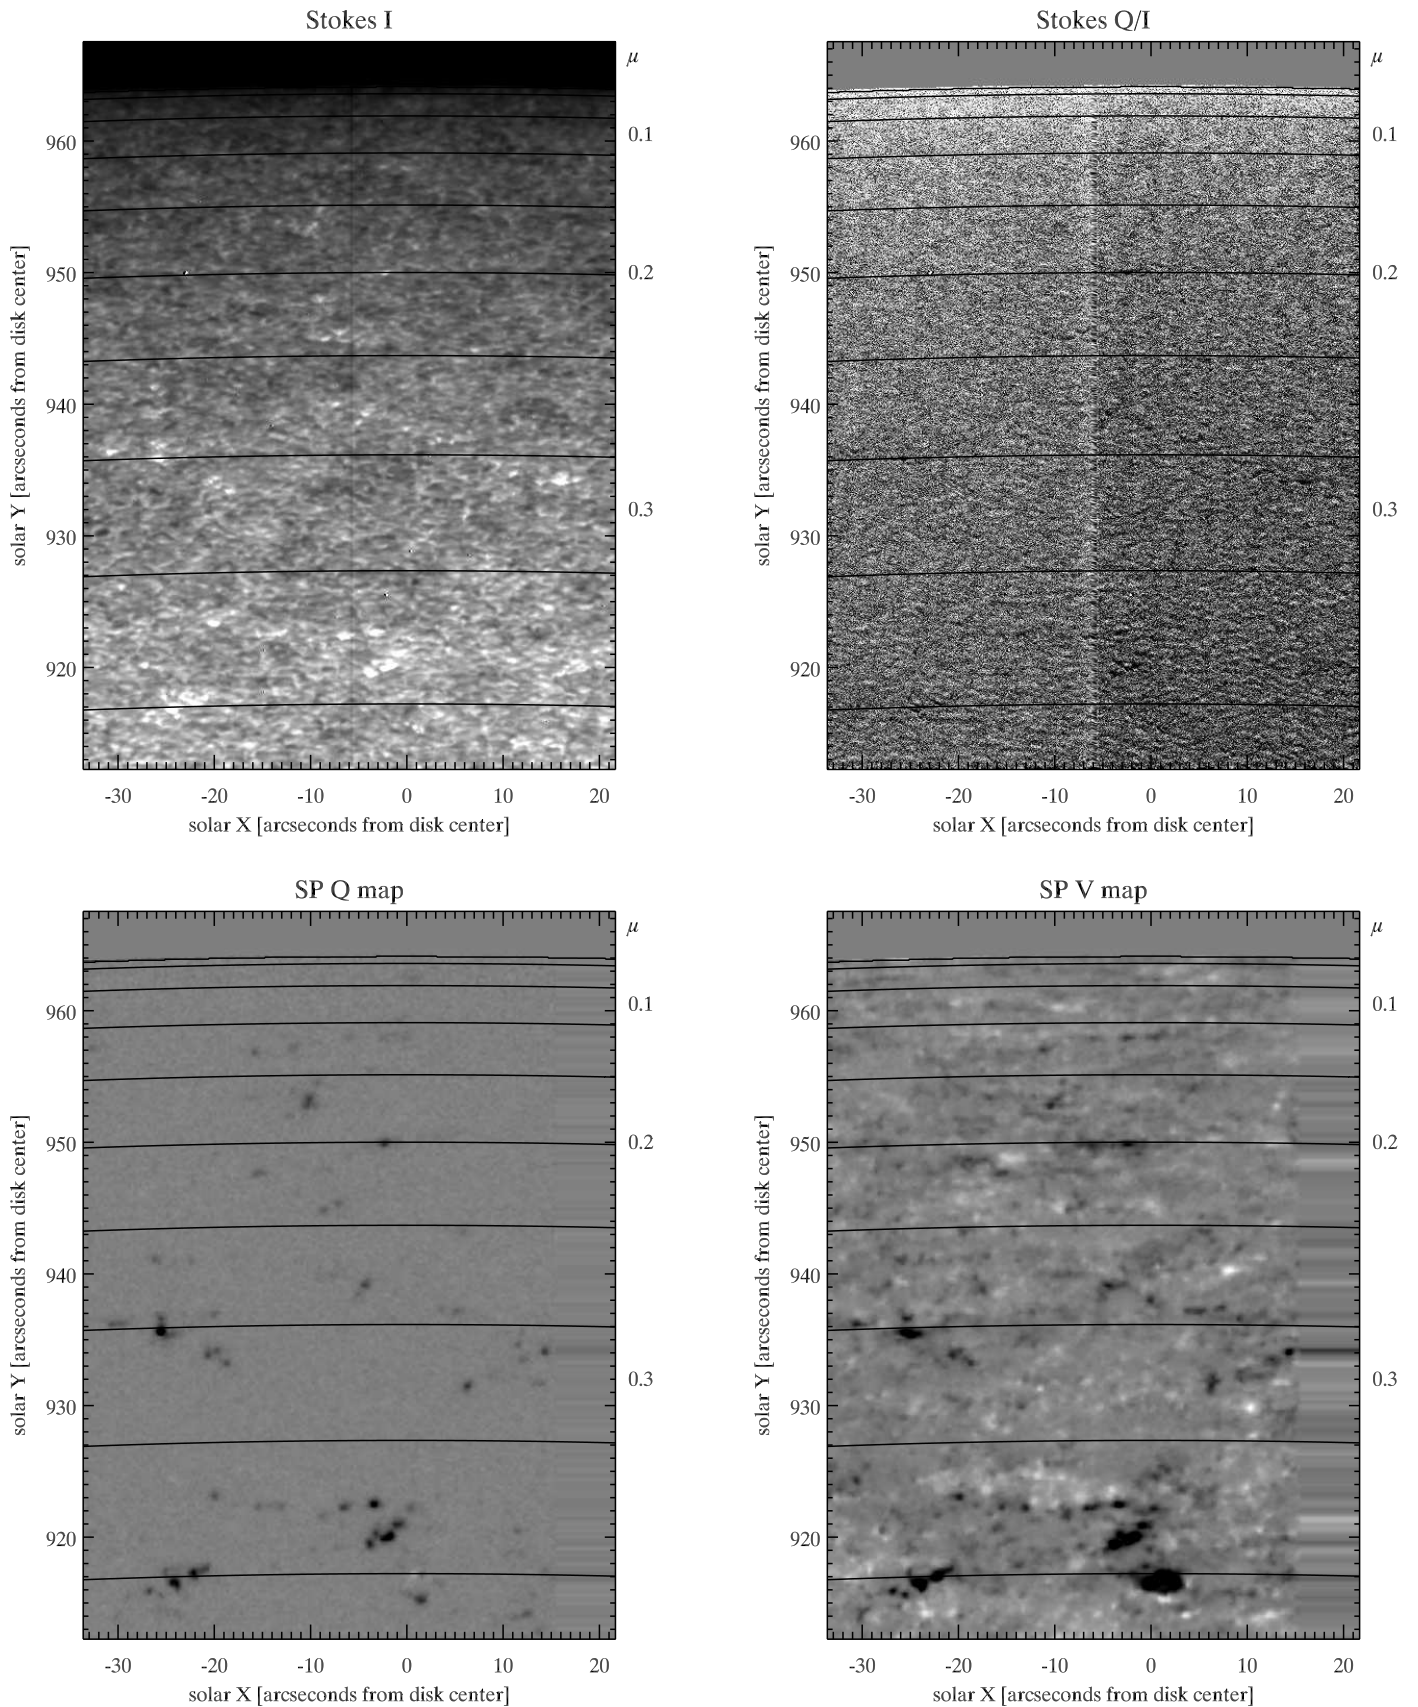 Stokes I
μ
960
950
940
930
920
0.1
0.2
0.3
-30 -20 -10 0 10 20
solar X [arcseconds from disk center]
solar Y [arcseconds from disk center]
Stokes Q/I
μ
960
950
940
930
920
0.1
0.2
0.3
-30 -20 -10 0 10 20
solar X [arcseconds from disk center]
solar Y [arcseconds from disk center]
SP Q map
μ
960
950
940
930
920
0.1
0.2
0.3
-30 -20 -10 0 10 20
solar X [arcseconds from disk center]
solar Y [arcseconds from disk center]
SP V map
μ
960
950
940
930
920
0.1
0.2
0.3
-30 -20 -10 0 10 20
solar X [arcseconds from disk center]
solar Y [arcseconds from disk center]